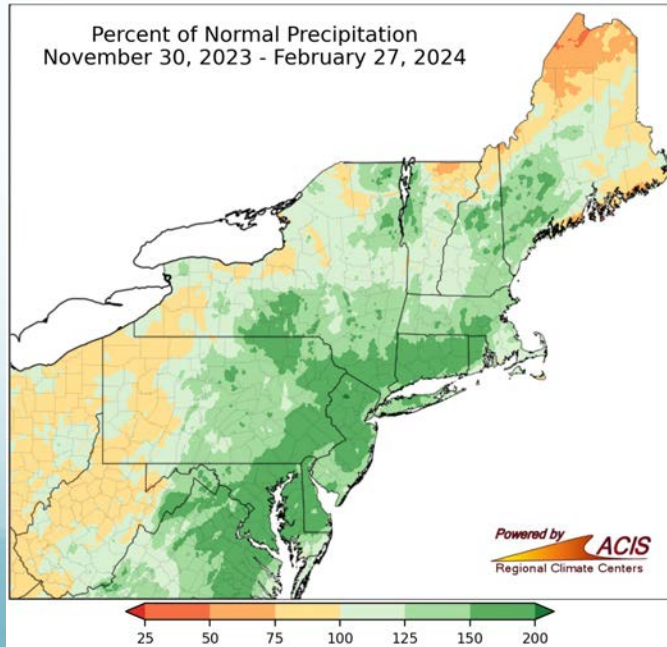 Percent of Normal Precipitation
November 30, 2023 - February 27, 2024
Powered by
ACIS
Regional Climate Centers
25 50 75 100 125 150 200